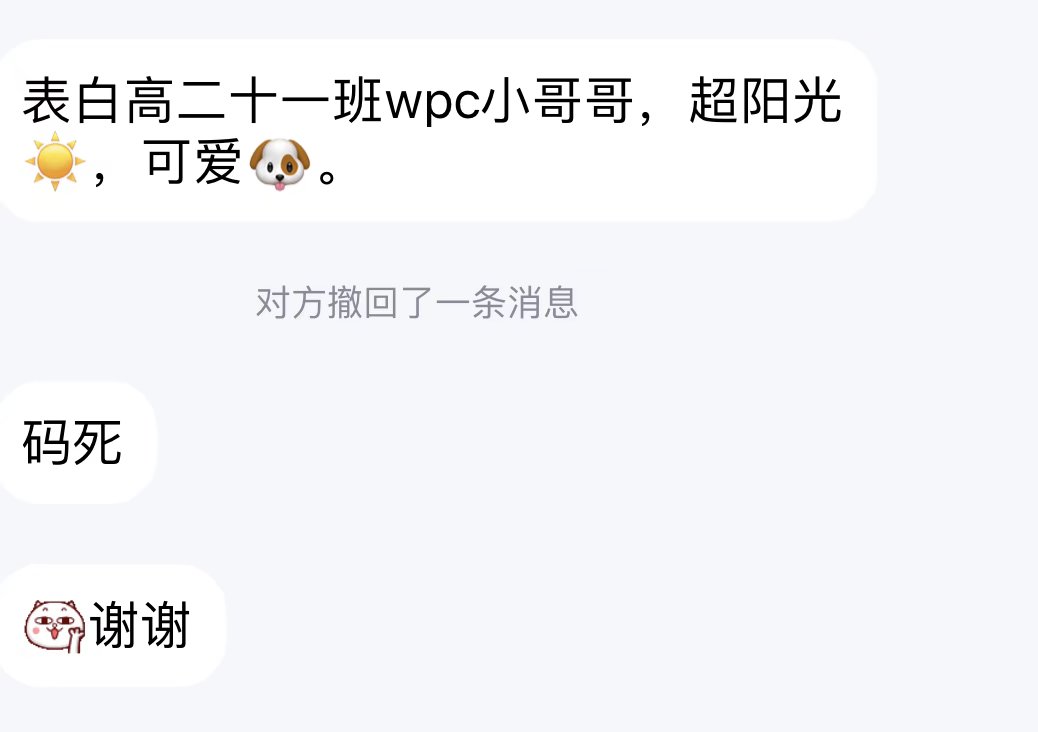 表白高二十一班wpc小哥哥，超阳光
☀️，可爱🐶。
对方撤回了一条消息
码死
谢谢